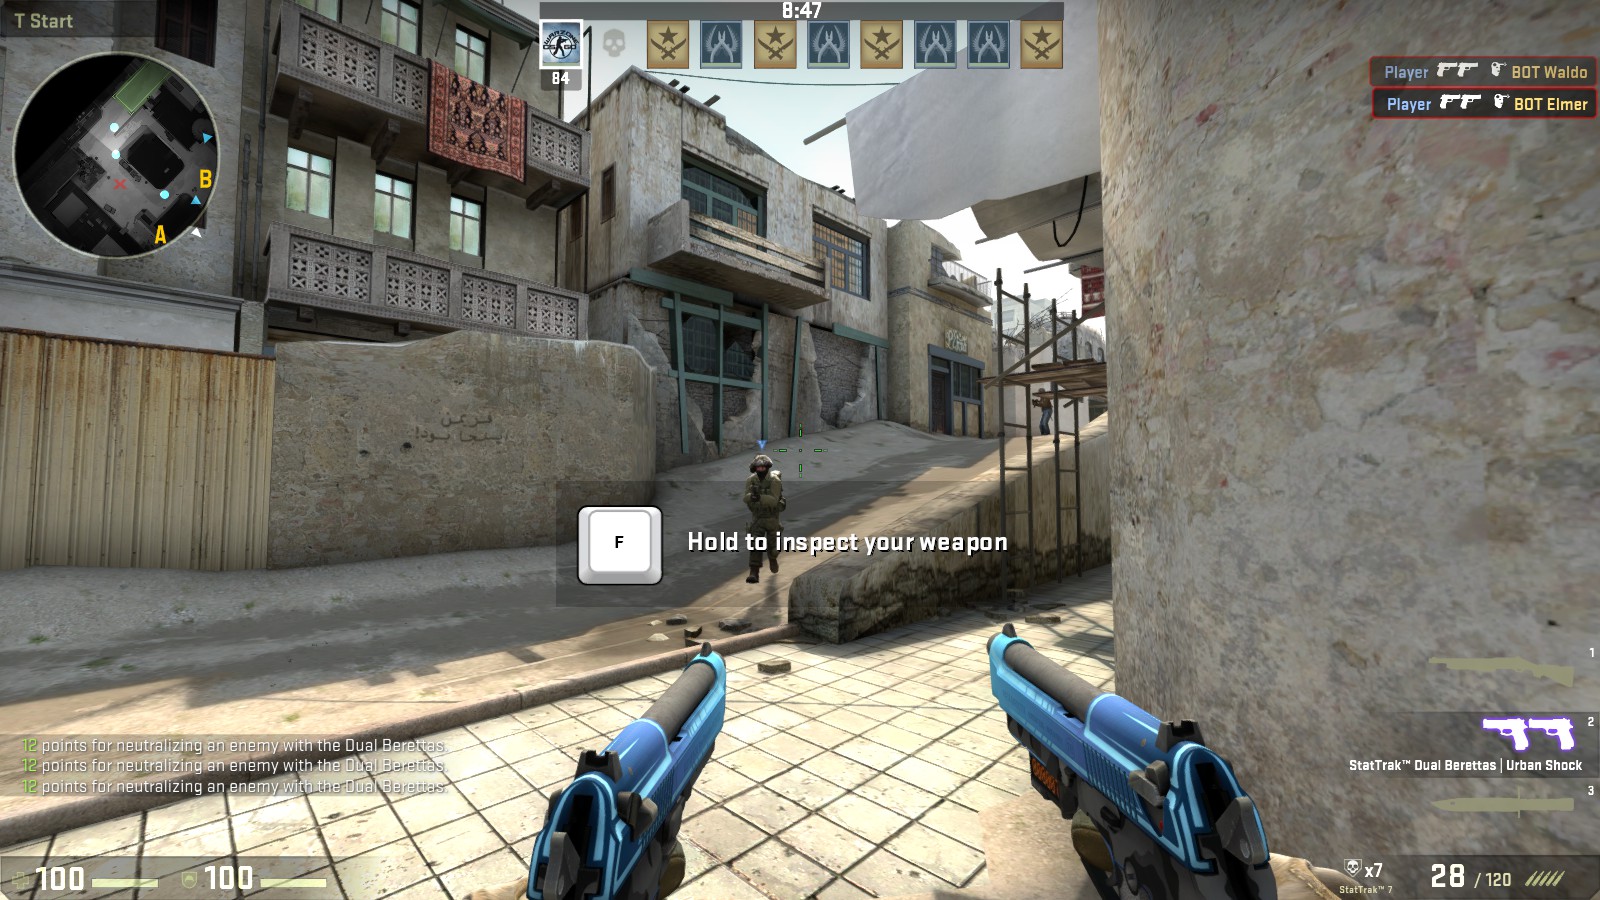 T Start
8:47
84
Player BOT Waldo
Player BOT Elmer
B
A
F
Hold to inspect your weapon
1
2
StatTrak™ Dual Berettas | Urban Shock
3
12 points for neutralizing an enemy with the Dual Berettas.
12 points for neutralizing an enemy with the Dual Berettas.
12 points for neutralizing an enemy with the Dual Berettas.
100
100
x7
StatTrak™ 7
28 / 120